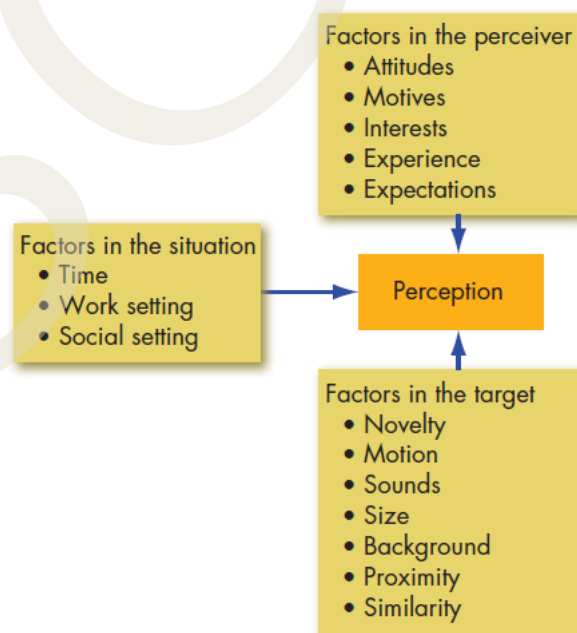 Factors in the perceiver
• Attitudes
• Motives
• Interests
• Experience
• Expectations
Factors in the situation
• Time
• Work setting
• Social setting
Perception
Factors in the target
• Novelty
• Motion
• Sounds
• Size
• Background
• Proximity
• Similarity